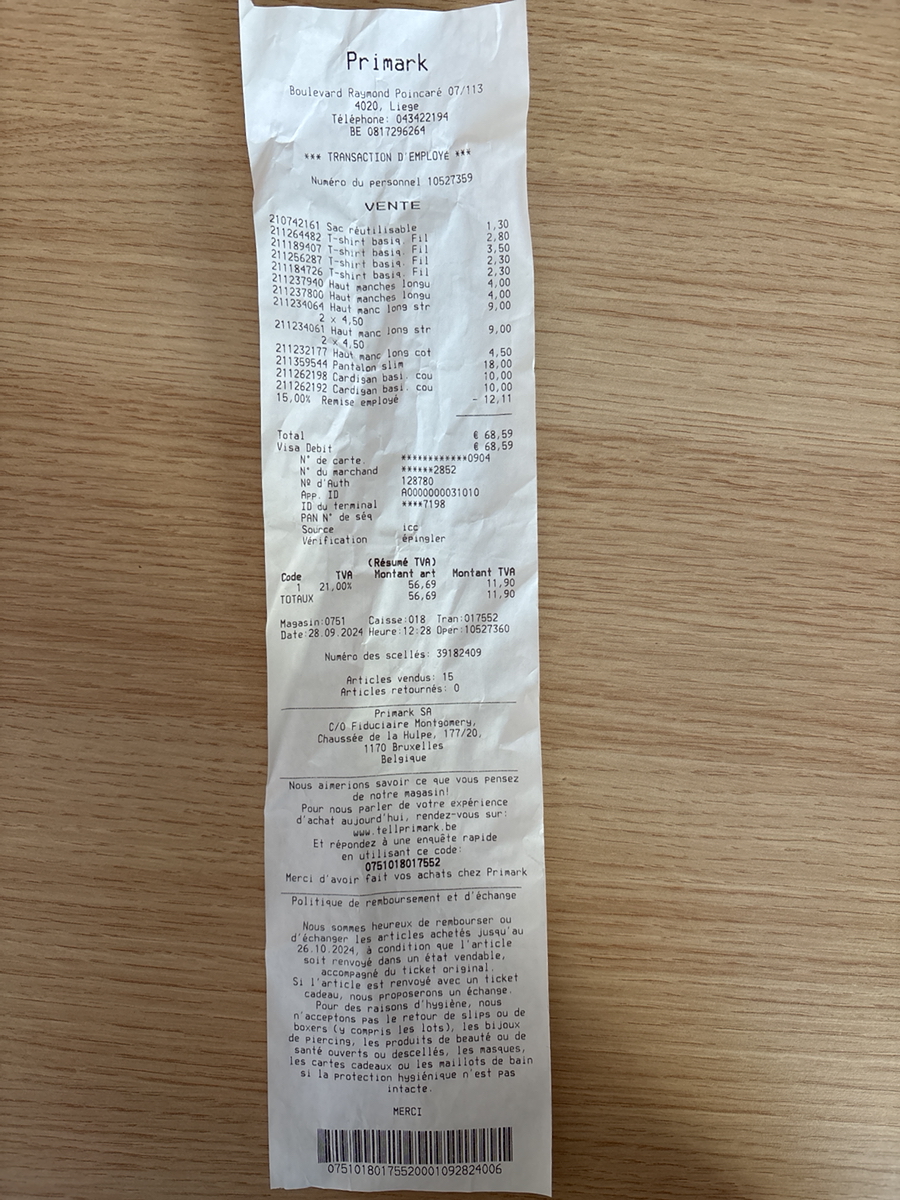 Primark
Boulevard Raymond Poincaré 07/113
4020, Liege
Téléphone: 043422194
BE 0817296264
*** TRANSACTION D'EMPLOYÉ ***
Numéro du personnel 10527359
VENTE
210742161 Sac réutilisable 1,30
211264482 T-shirt basiq. Fil 2,80
211189407 T-shirt basiq. Fil 3,50
211256287 T-shirt basiq. Fil 2,30
211184726 T-shirt basiq. Fil 2,30
211237940 Haut manches longu 4,00
211237800 Haut manches longu 4,00
211234064 Haut manc long str 9,00
2 x 4,50
211234061 Haut manc long str 9,00
2 x 4,50
211232177 Haut manc long cot 4,50
211359544 Pantalon slim 18,00
211262198 Cardigan basi. cou 10,00
211262192 Cardigan basi. cou 10,00
15,00% Remise employé - 12,11
Total € 68,59
Visa Debit € 68,59
N° de carte. ************0904
N° du marchand ******2852
Nº d'Auth 128780
App. ID A0000000031010
ID du terminal ****7198
PAN N° de séq
Source icc
Vérification épingler
(Résumé TVA)
Code TVA Montant art Montant TVA
1 21,00% 56,69 11,90
TOTAUX 56,69 11,90
Magasin:0751 Caisse:018 Tran:017552
Date:28.09.2024 Heure:12:28 Oper:10527360
Numéro des scellés: 39182409
Articles vendus: 15
Articles retournés: 0
Primark SA
C/O Fiduciaire Montgomery,
Chaussée de la Hulpe, 177/20,
1170 Bruxelles
Belgique
Nous aimerions savoir ce que vous pensez
de notre magasin!
Pour nous parler de votre expérience
d'achat aujourd'hui, rendez-vous sur:
www.tellprimark.be
Et répondez à une enquête rapide
en utilisant ce code:
0751018017552
Merci d'avoir fait vos achats chez Primark
Politique de remboursement et d'échange
Nous sommes heureux de rembourser ou
d'échanger les articles achetés jusqu'au
26.10.2024, à condition que l'article
soit renvoyé dans un état vendable,
accompagné du ticket original.
Si l'article est renvoyé avec un ticket
cadeau, nous proposerons un échange.
Pour des raisons d'hygiène, nous
n'acceptons pas le retour de slips ou de
boxers (y compris les lots), les bijoux
de piercing, les produits de beauté ou de
santé ouverts ou descellés, les masques,
les cartes cadeaux ou les maillots de bain
si la protection hygiénique n'est pas
intacte.
MERCI
07510180175520001092824006